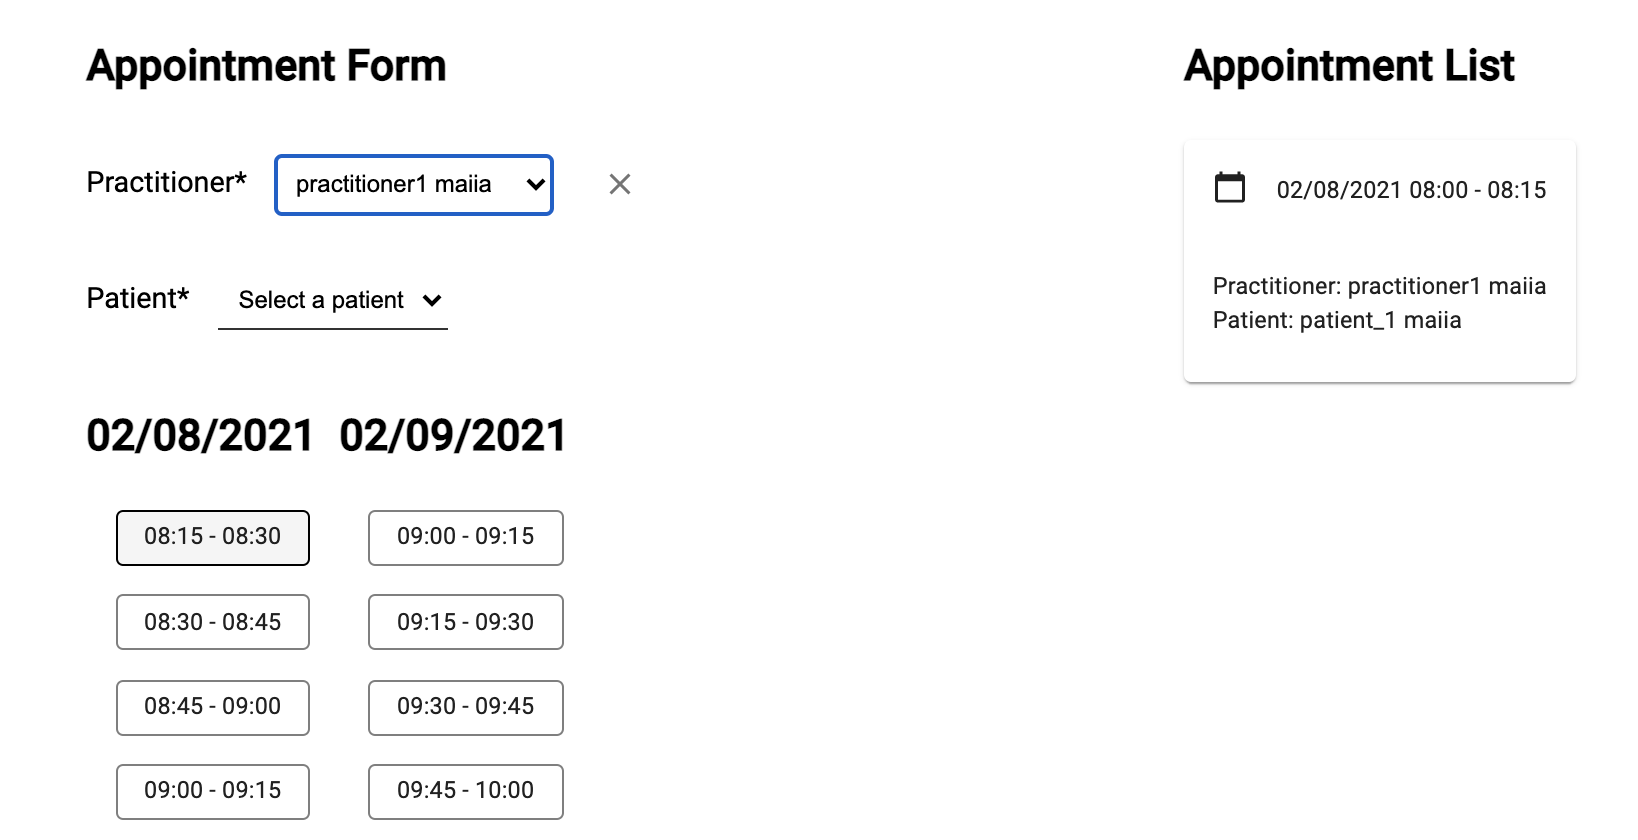 Appointment Form
Practitioner* practitioner1 maiia
Patient* Select a patient
02/08/2021 02/09/2021
08:15 - 08:30 09:00 - 09:15
08:30 - 08:45 09:15 - 09:30
08:45 - 09:00 09:30 - 09:45
09:00 - 09:15 09:45 - 10:00
Appointment List
02/08/2021 08:00 - 08:15
Practitioner: practitioner1 maiia
Patient: patient_1 maiia